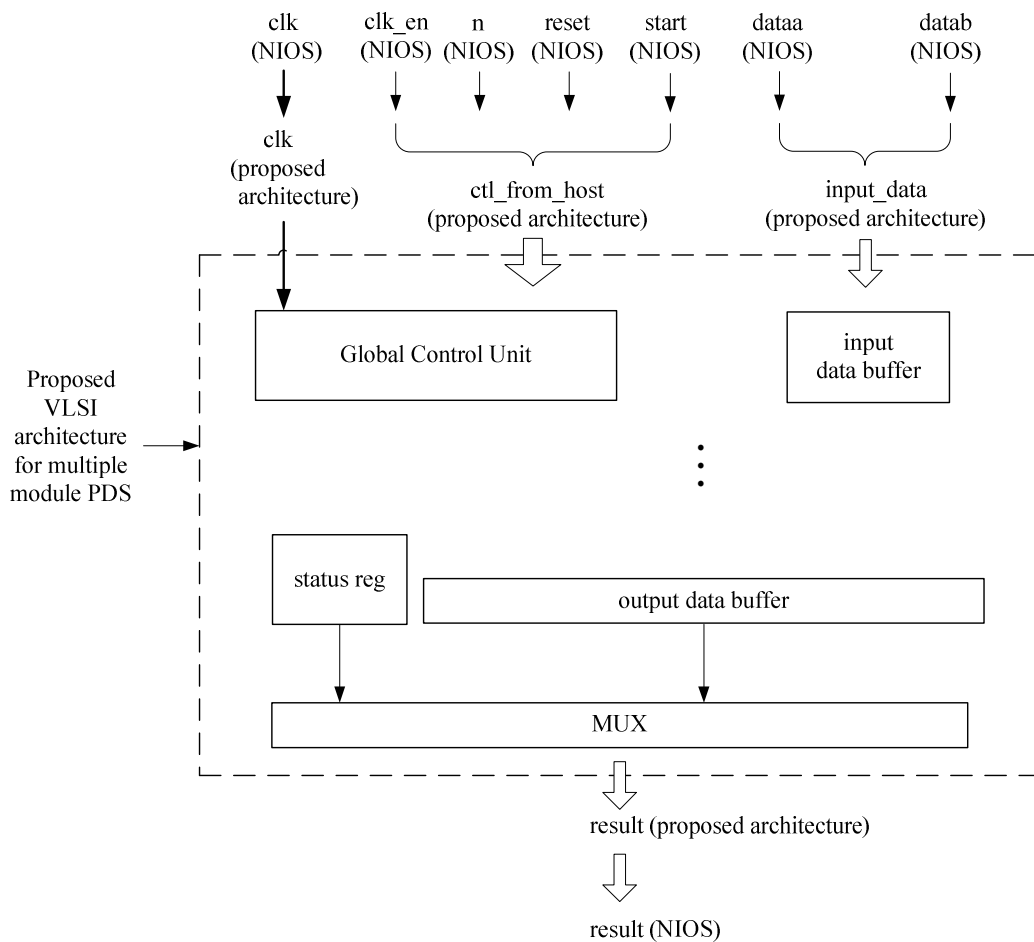 clk clk_en n reset start dataa datab
(NIOS) (NIOS) (NIOS) (NIOS) (NIOS) (NIOS) (NIOS)
clk
(proposed
architecture)
ctl_from_host
(proposed architecture)
input_data
(proposed architecture)
Global Control Unit
input
data buffer
Proposed
VLSI
architecture
for multiple
module PDS
status reg
output data buffer
MUX
result (proposed architecture)
result (NIOS)